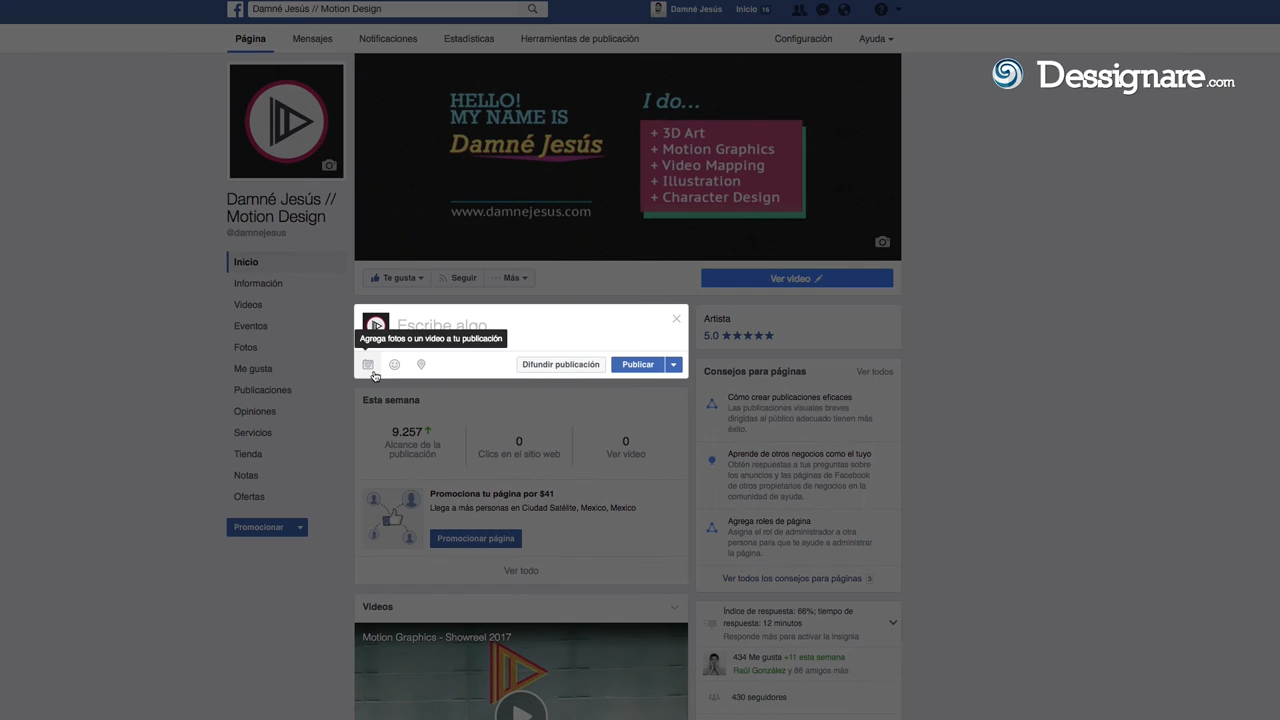 Damné Jesús // Motion Design
Damné Jesús
Inicio 16
Página
Mensajes
Notificaciones
Estadísticas
Herramientas de publicación
Configuración
Ayuda
Dessignare.com
HELLO!
MY NAME IS
Damné Jesús
www.damnejesus.com
I do...
+ 3D Art
+ Motion Graphics
+ Video Mapping
+ Illustration
+ Character Design
Damné Jesús //
Motion Design
@damnejesus
Inicio
Información
Videos
Eventos
Fotos
Me gusta
Publicaciones
Opiniones
Servicios
Tienda
Notas
Ofertas
Promocionar
Te gusta
Seguir
Más
Ver video
Escribe algo
Agrega fotos o un video a tu publicación
Difundir publicación
Publicar
Esta semana
9.257
Alcance de la
publicación
0
Clics en el sitio web
0
Ver video
Promociona tu página por $41
Llega a más personas en Ciudad Satélite, Mexico, Mexico
Promocionar página
Ver todo
Videos
Motion Graphics - Showreel 2017
Artista
5.0
Consejos para páginas
Ver todos
Cómo crear publicaciones eficaces
Las publicaciones visuales breves
dirigidas al público adecuado tienen más
éxito.
Aprende de otros negocios como el tuyo
Obtén respuestas a tus preguntas sobre
los anuncios y las páginas de Facebook
de otros propietarios de negocios en la
comunidad de ayuda.
Agrega roles de página
Asigna el rol de administrador a otra
persona para que te ayude a administrar
la página.
Ver todos los consejos para páginas 5
Índice de respuesta: 66%; tiempo de
respuesta: 12 minutos
Responde más para activar la insignia
434 Me gusta +11 esta semana
Raúl González y 86 amigos más
430 seguidores